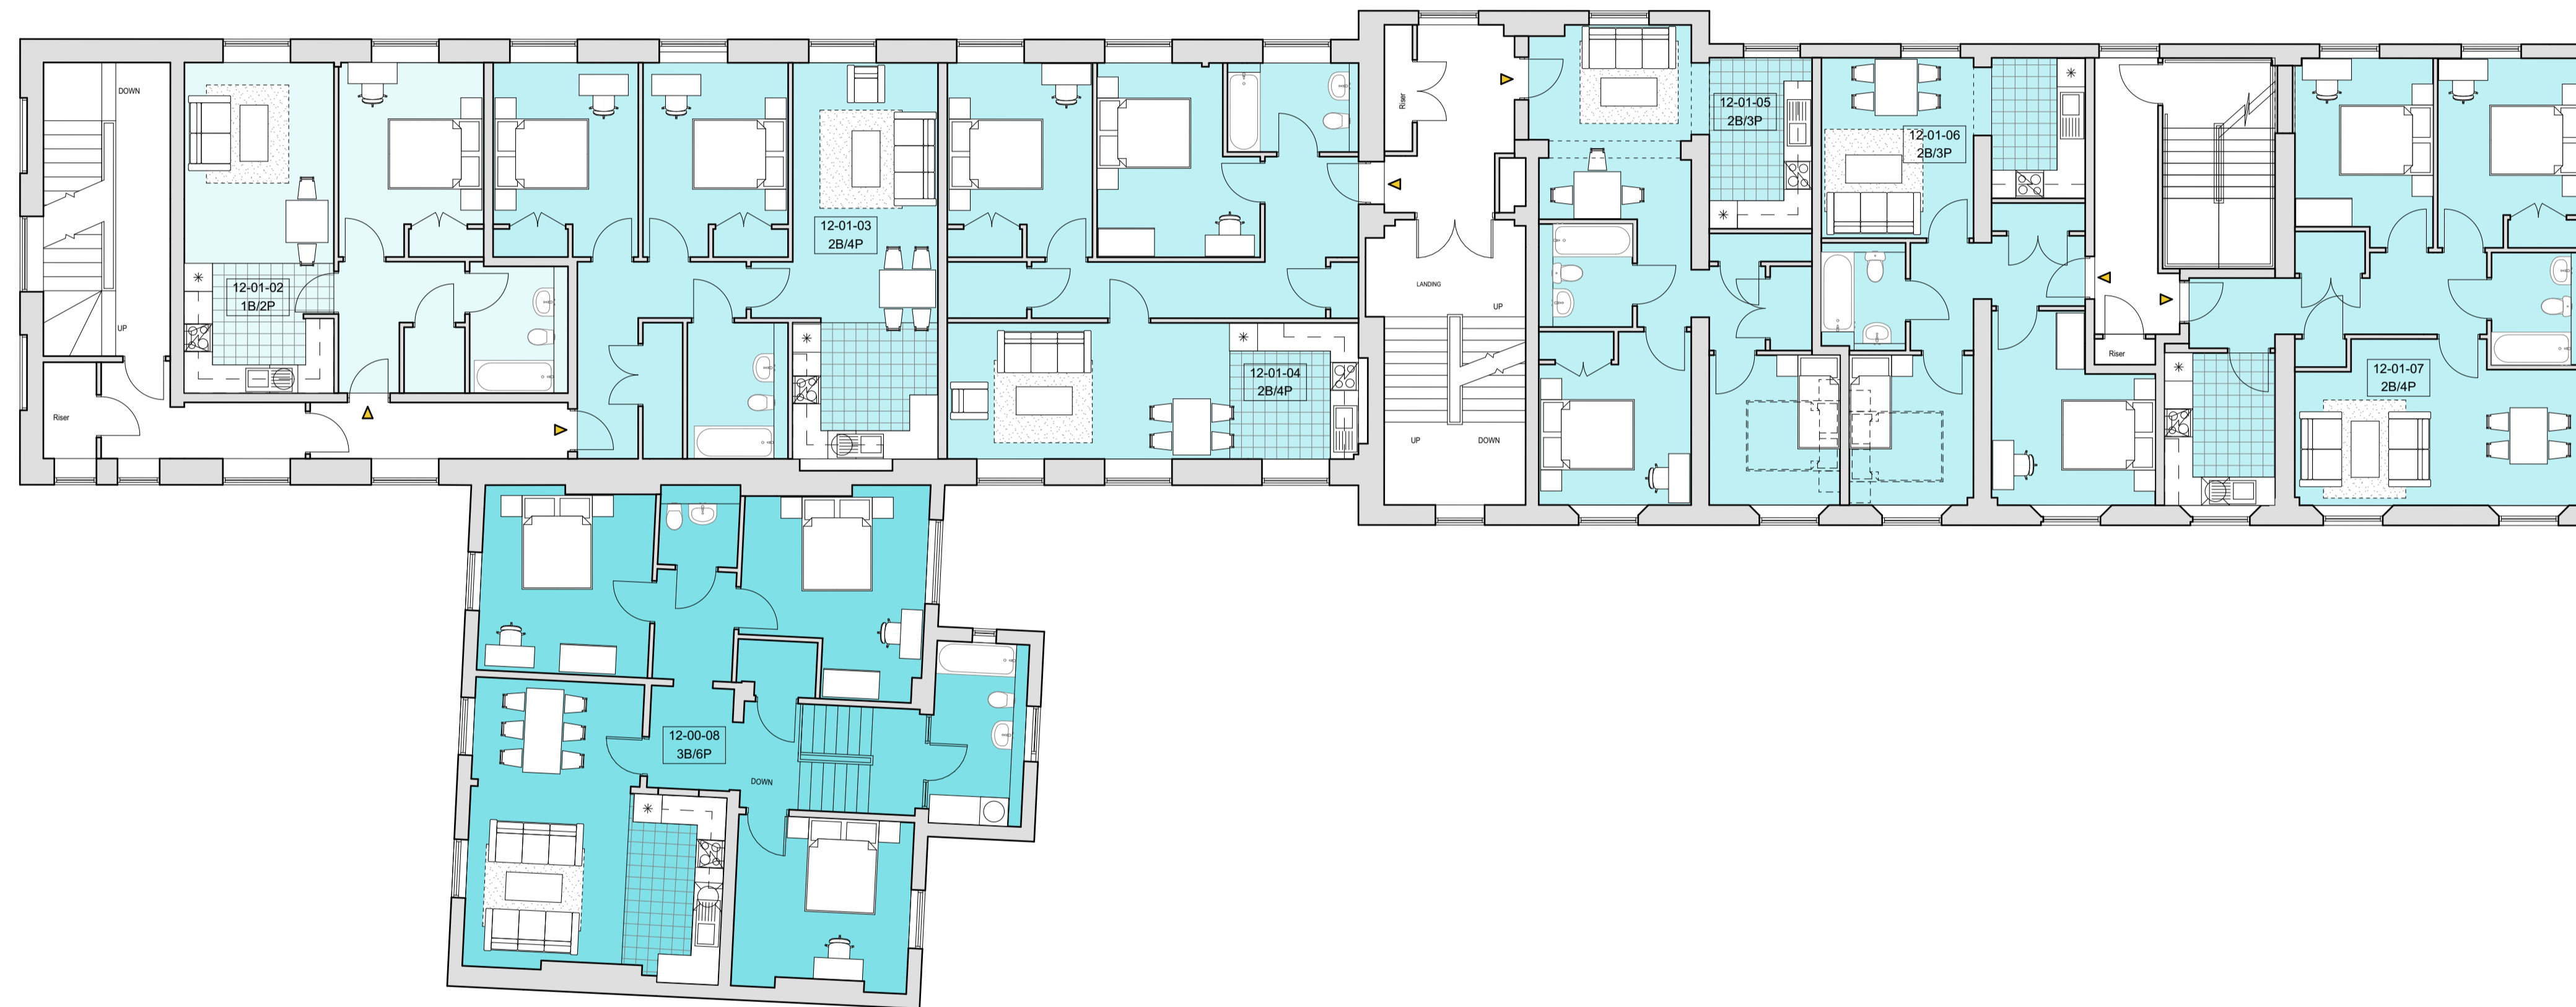 DOWN
UP
Riser
12-01-02
1B/2P
12-01-03
2B/4P
12-01-04
2B/4P
Riser
LANDING
UP
UP
DOWN
12-01-05
2B/3P
12-01-06
2B/3P
Riser
12-01-07
2B/4P
12-00-08
3B/6P
DOWN